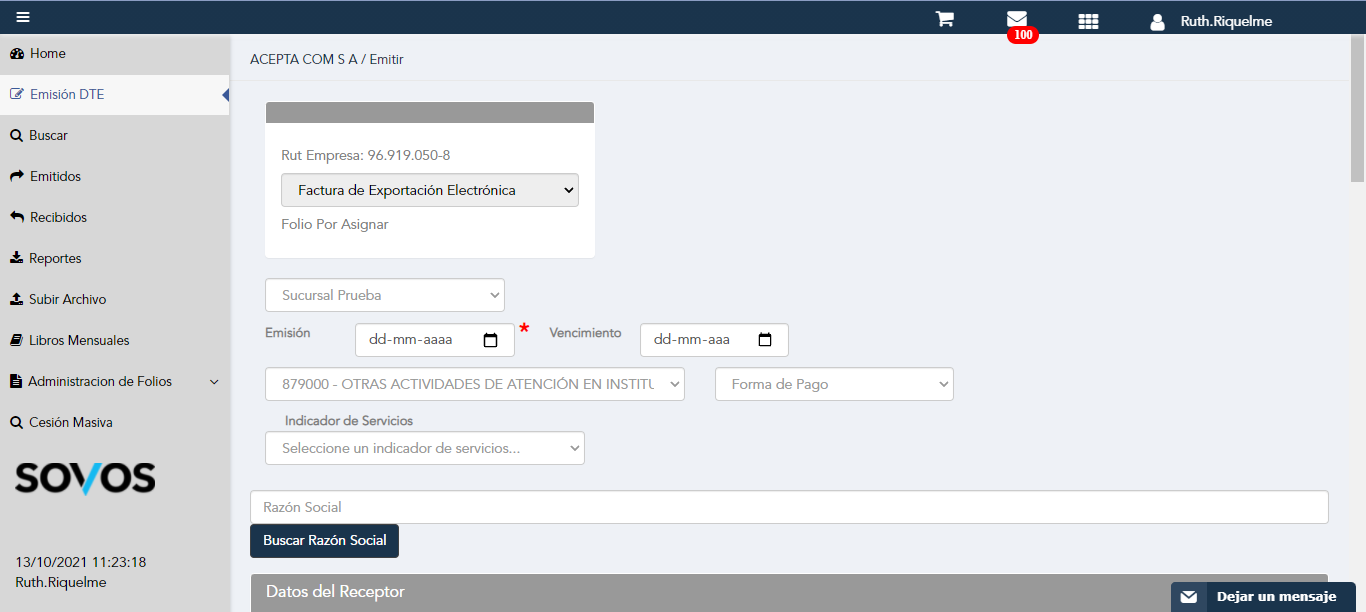 100
Ruth.Riquelme
Home
Emisión DTE
Buscar
Emitidos
Recibidos
Reportes
Subir Archivo
Libros Mensuales
Administracion de Folios
Cesión Masiva
SOVOS
13/10/2021 11:23:18
Ruth.Riquelme
ACEPTA COM S A / Emitir
Rut Empresa: 96.919.050-8
Factura de Exportación Electrónica
Folio Por Asignar
Sucursal Prueba
Emisión dd-mm-aaaa * Vencimiento dd-mm-aaa
879000 - OTRAS ACTIVIDADES DE ATENCIÓN EN INSTITU Forma de Pago
Indicador de Servicios
Seleccione un indicador de servicios...
Razón Social
Buscar Razón Social
Datos del Receptor
Dejar un mensaje